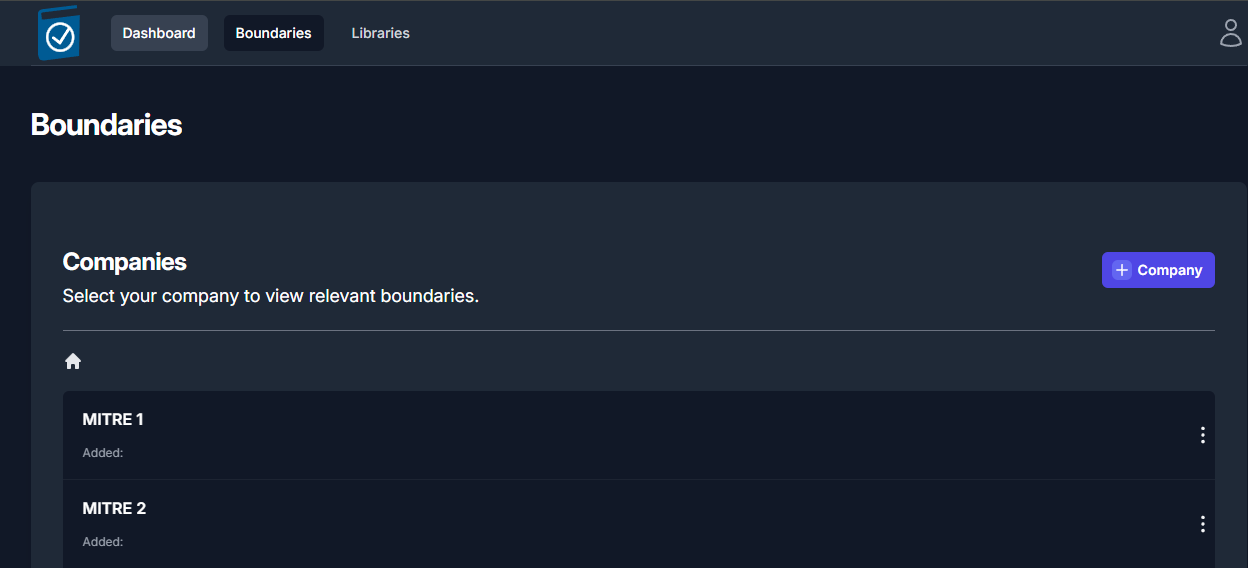 Dashboard
Boundaries
Libraries
Boundaries
Companies
Select your company to view relevant boundaries.
Company
MITRE 1
Added:
MITRE 2
Added: